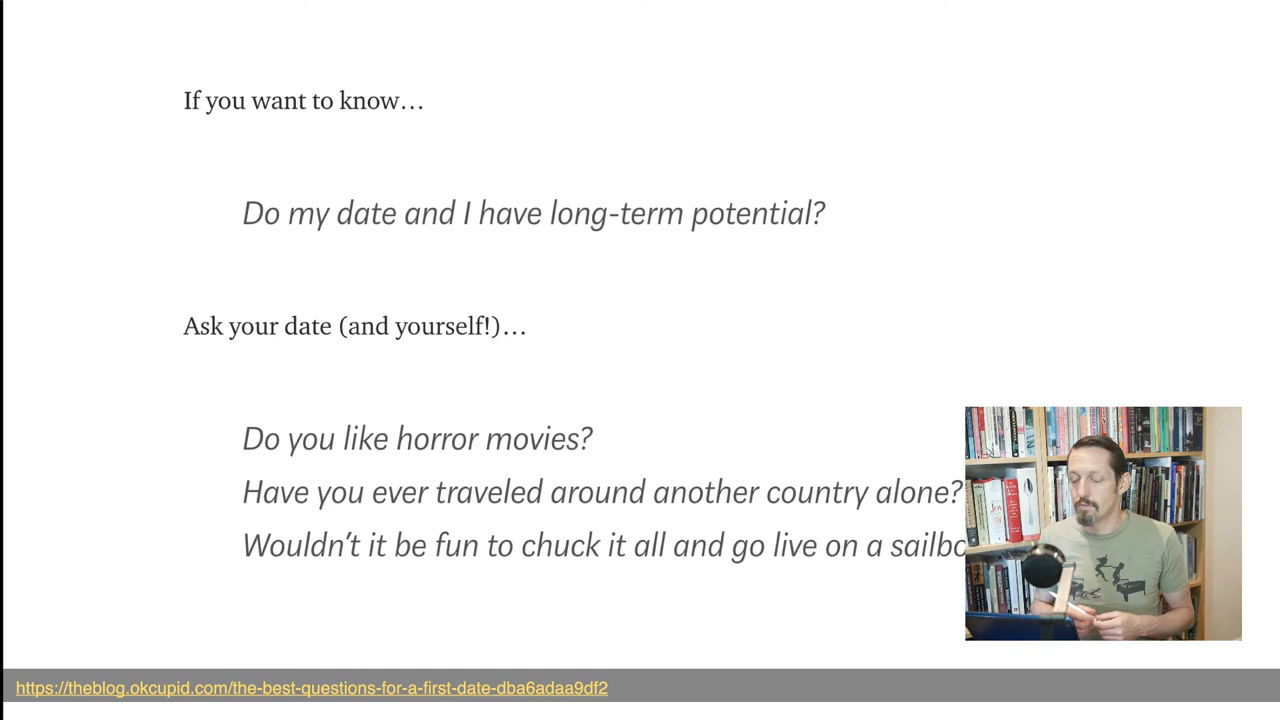 If you want to know…
Do my date and I have long-term potential?
Ask your date (and yourself!)…
Do you like horror movies?
Have you ever traveled around another country alone?
Wouldn't it be fun to chuck it all and go live on a
https://theblog.okcupid.com/the-best-questions-for-a-first-date-dba6adaa9df2